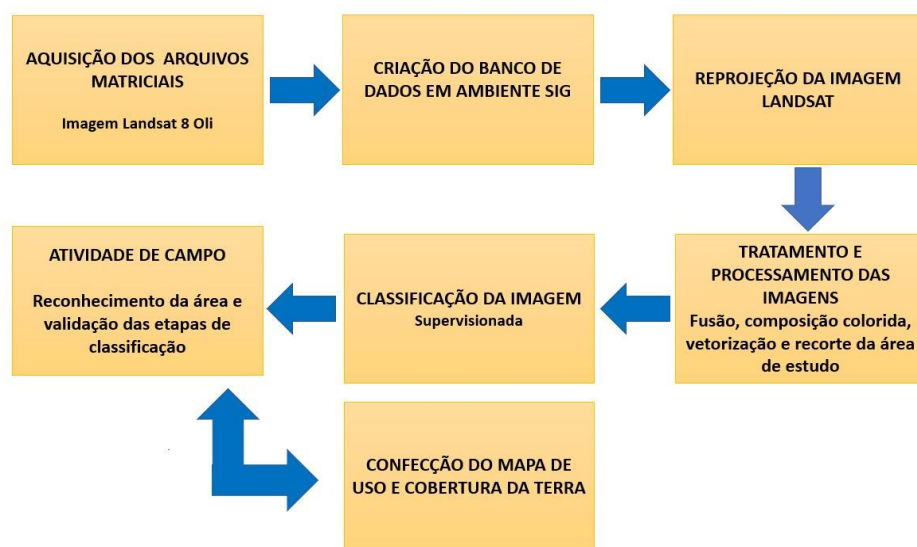 AQUISIÇÃO DOS ARQUIVOS
MATRICIAIS
Imagem Landsat 8 Oli
CRIAÇÃO DO BANCO DE
DADOS EM AMBIENTE SIG
REPROJEÇÃO DA IMAGEM
LANDSAT
TRATAMENTO E
PROCESSAMENTO DAS
IMAGENS
Fusão, composição colorida,
vetorização e recorte da área
de estudo
CLASSIFICAÇÃO DA IMAGEM
Supervisionada
ATIVIDADE DE CAMPO
Reconhecimento da área e
validação das etapas de
classificação
CONFECÇÃO DO MAPA DE
USO E COBERTURA DA TERRA